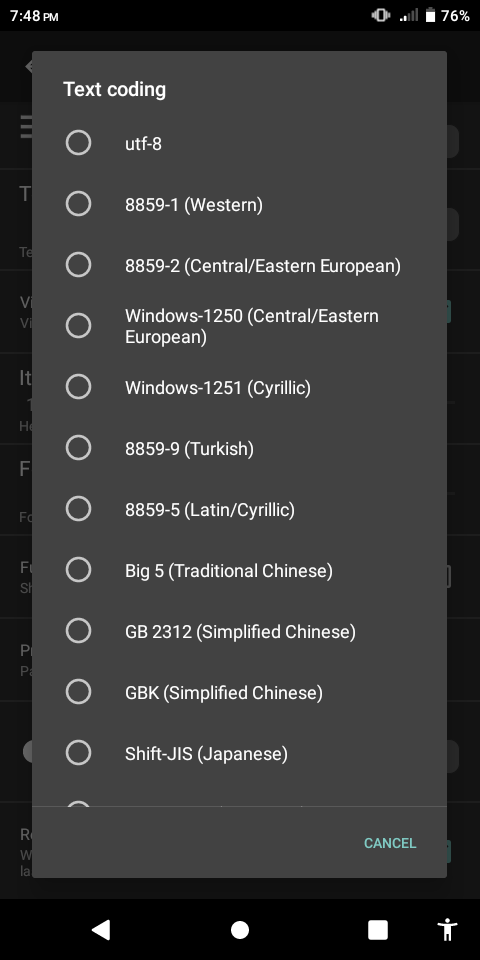 7:48 PM
76%
Text coding
utf-8
8859-1 (Western)
8859-2 (Central/Eastern European)
Windows-1250 (Central/Eastern
European)
Windows-1251 (Cyrillic)
8859-9 (Turkish)
8859-5 (Latin/Cyrillic)
Big 5 (Traditional Chinese)
GB 2312 (Simplified Chinese)
GBK (Simplified Chinese)
Shift-JIS (Japanese)
CANCEL